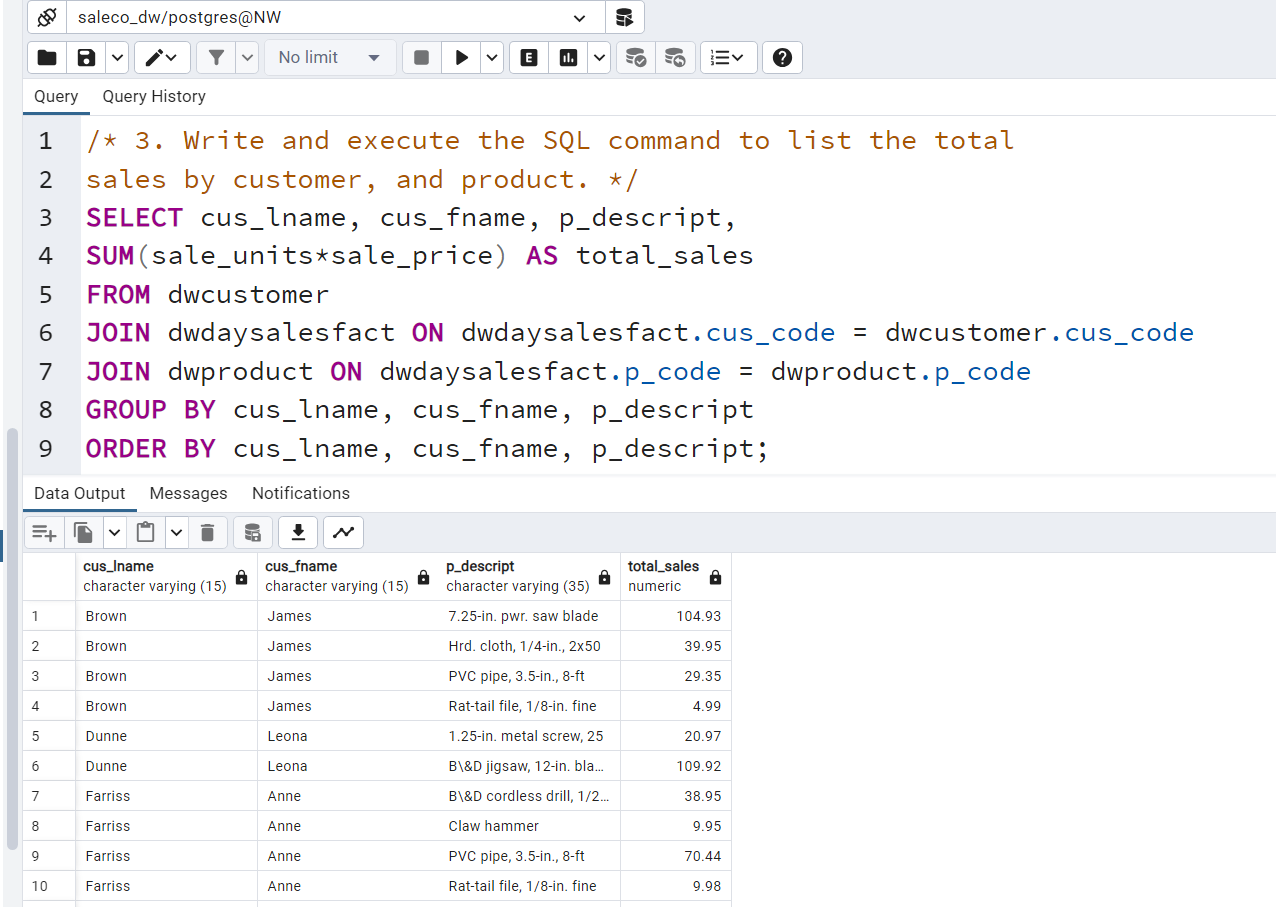 saleco_dw/postgres@NW
No limit
E
Query Query History
1 /* 3. Write and execute the SQL command to list the total
2 sales by customer, and product. */
3 SELECT cus_lname, cus_fname, p_descript,
4 SUM(sale_units*sale_price) AS total_sales
5 FROM dwcustomer
6 JOIN dwdaysalesfact ON dwdaysalesfact.cus_code = dwcustomer.cus_code
7 JOIN dwproduct ON dwdaysalesfact.p_code = dwproduct.p_code
8 GROUP BY cus_lname, cus_fname, p_descript
9 ORDER BY cus_lname, cus_fname, p_descript;
Data Output Messages Notifications
cus_lname cus_fname p_descript total_sales
character varying (15) character varying (15) character varying (35) numeric
1 Brown James 7.25-in. pwr. saw blade 104.93
2 Brown James Hrd. cloth, 1/4-in., 2x50 39.95
3 Brown James PVC pipe, 3.5-in., 8-ft 29.35
4 Brown James Rat-tail file, 1/8-in. fine 4.99
5 Dunne Leona 1.25-in. metal screw, 25 20.97
6 Dunne Leona B\&D jigsaw, 12-in. bla... 109.92
7 Farriss Anne B\&D cordless drill, 1/2... 38.95
8 Farriss Anne Claw hammer 9.95
9 Farriss Anne PVC pipe, 3.5-in., 8-ft 70.44
10 Farriss Anne Rat-tail file, 1/8-in. fine 9.98